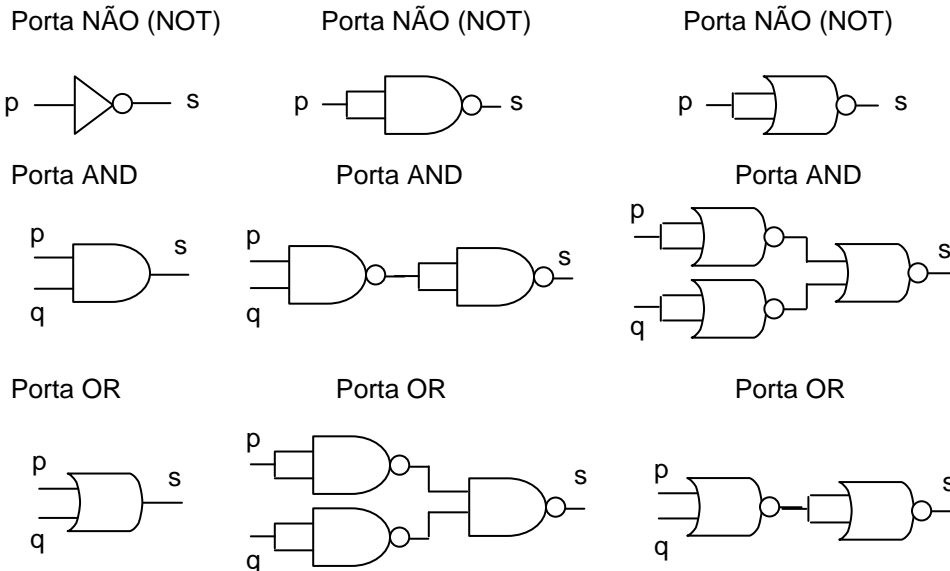 Porta NÃO (NOT) Porta NÃO (NOT) Porta NÃO (NOT)
p s p s p s
Porta AND Porta AND Porta AND
p s p s p s
q q q
Porta OR Porta OR Porta OR
p s p s p s
q q q